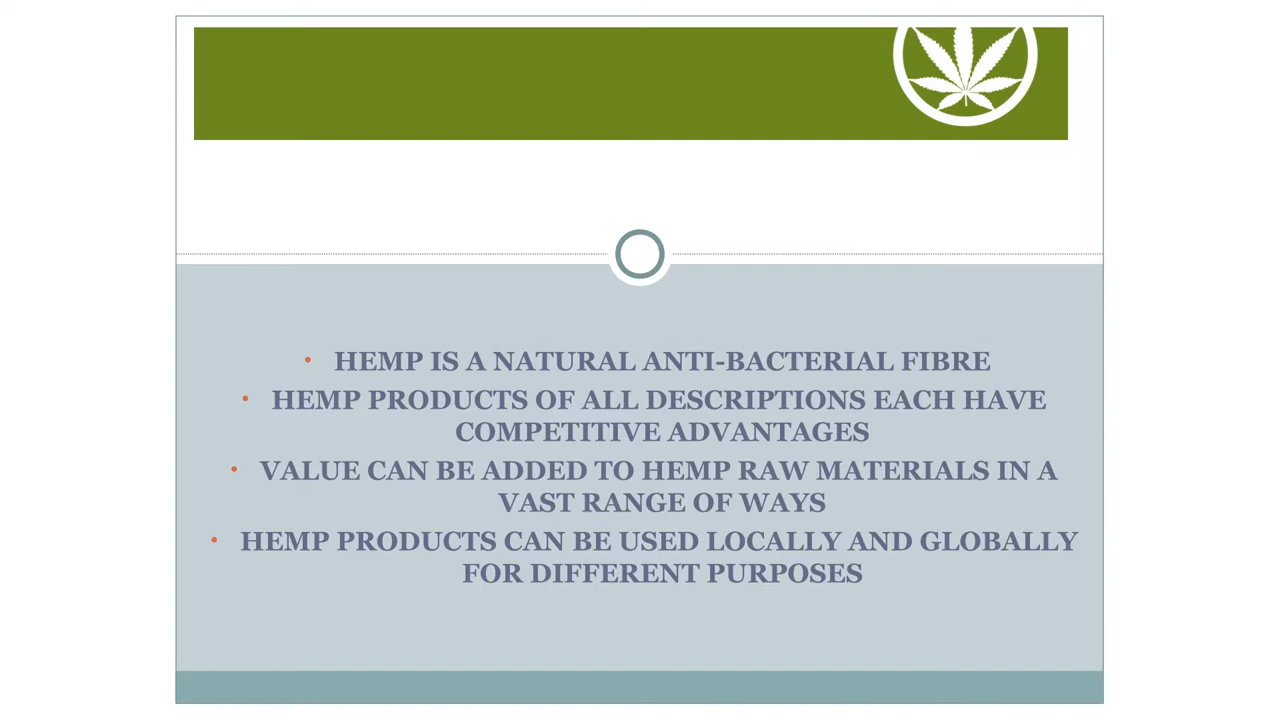 • HEMP IS A NATURAL ANTI-BACTERIAL FIBRE
• HEMP PRODUCTS OF ALL DESCRIPTIONS EACH HAVE
COMPETITIVE ADVANTAGES
• VALUE CAN BE ADDED TO HEMP RAW MATERIALS IN A
VAST RANGE OF WAYS
• HEMP PRODUCTS CAN BE USED LOCALLY AND GLOBALLY
FOR DIFFERENT PURPOSES